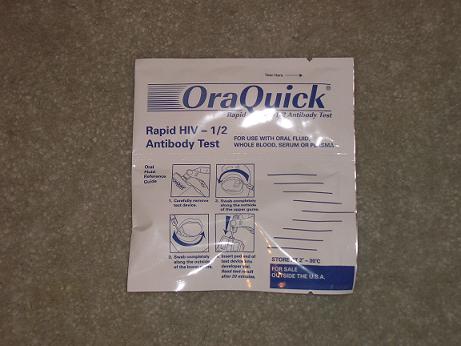 Tear Here
OraQuick®
Rapid HIV-1/2 Antibody Test
Rapid HIV – 1/2
Antibody Test
FOR USE WITH ORAL FLUID,
WHOLE BLOOD, SERUM OR PLASMA
Oral
Fluid
Reference
Guide
1. Carefully remove
test device.
2. Swab completely
along the outside
of the upper gums.
3. Swab completely
along the outside
of the lower gums.
4. Insert pad end of
test device into
developer vial.
Read test result
after 20 minutes.
STORE AT 2° – 30°C
FOR SALE
OUTSIDE THE U.S.A.